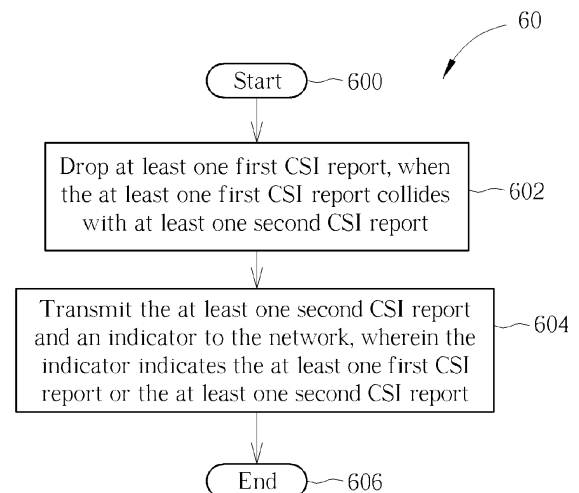 60
Start
600
Drop at least one first CSI report, when
the at least one first CSI report collides
with at least one second CSI report
602
Transmit the at least one second CSI report
and an indicator to the network, wherein the
indicator indicates the at least one first CSI
report or the at least one second CSI report
604
End
606